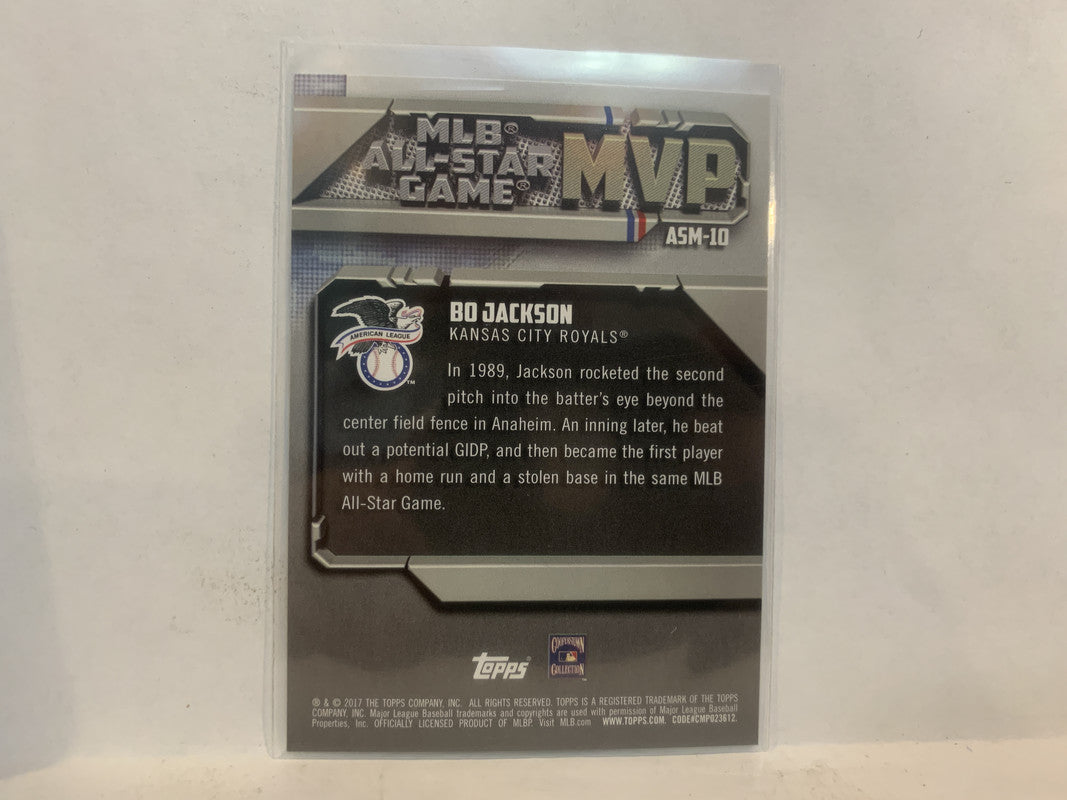 MLB®
ALL-STAR
GAME®
MVP
ASM-10
AMERICAN LEAGUE
TM
BO JACKSON
KANSAS CITY ROYALS®
In 1989, Jackson rocketed the second
pitch into the batter's eye beyond the
center field fence in Anaheim. An inning later, he beat
out a potential GIDP, and then became the first player
with a home run and a stolen base in the same MLB
All-Star Game.
Topps®
COOPERSTOWN
COLLECTION
® & © 2017 THE TOPPS COMPANY, INC. ALL RIGHTS RESERVED. TOPPS IS A REGISTERED TRADEMARK OF THE TOPPS
COMPANY, INC. Major League Baseball trademarks and copyrights are used with permission of Major League Baseball
Properties, Inc. OFFICIALLY LICENSED PRODUCT OF MLBP. Visit MLB.com WWW.TOPPS.COM. CODE#CMP023612.